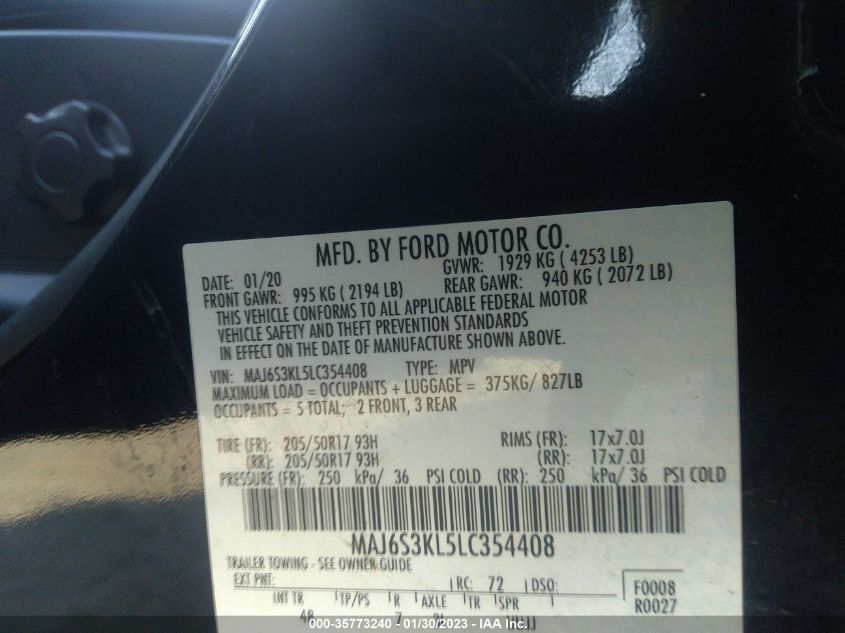 MFD. BY FORD MOTOR CO.
DATE: 01/20 GVWR: 1929 KG ( 4253 LB)
FRONT GAWR: 995 KG ( 2194 LB) REAR GAWR: 940 KG ( 2072 LB)
THIS VEHICLE CONFORMS TO ALL APPLICABLE FEDERAL MOTOR
VEHICLE SAFETY AND THEFT PREVENTION STANDARDS
IN EFFECT ON THE DATE OF MANUFACTURE SHOWN ABOVE.
VIN: MAJ6S3KL5LC354408 TYPE: MPV
MAXIMUM LOAD = OCCUPANTS + LUGGAGE = 375KG/ 827LB
OCCUPANTS = 5 TOTAL; 2 FRONT, 3 REAR
TIRE (FR): 205/50R17 93H RIMS (FR): 17x7.0J
(RR): 205/50R17 93H (RR): 17x7.0J
PRESSURE (FR): 250 kPa/ 36 PSI COLD (RR): 250 kPa/ 36 PSI COLD
MAJ6S3KL5LC354408
TRAILER TOWING - SEE OWNER GUIDE
EXT PNT: RC: 72 DSO: F0008
R0027
INT TR TP/PS R AXLE TR SPR
000-35773240 - 01/30/2023 - IAA Inc.